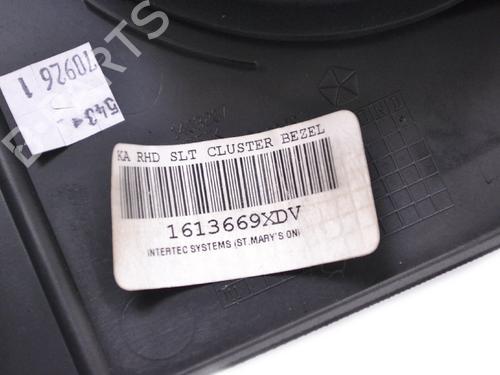 70926 1
543
KA RHD SLT CLUSTER BEZEL
1613669XDV
INTERTEC SYSTEMS (ST.MARY'S ON)